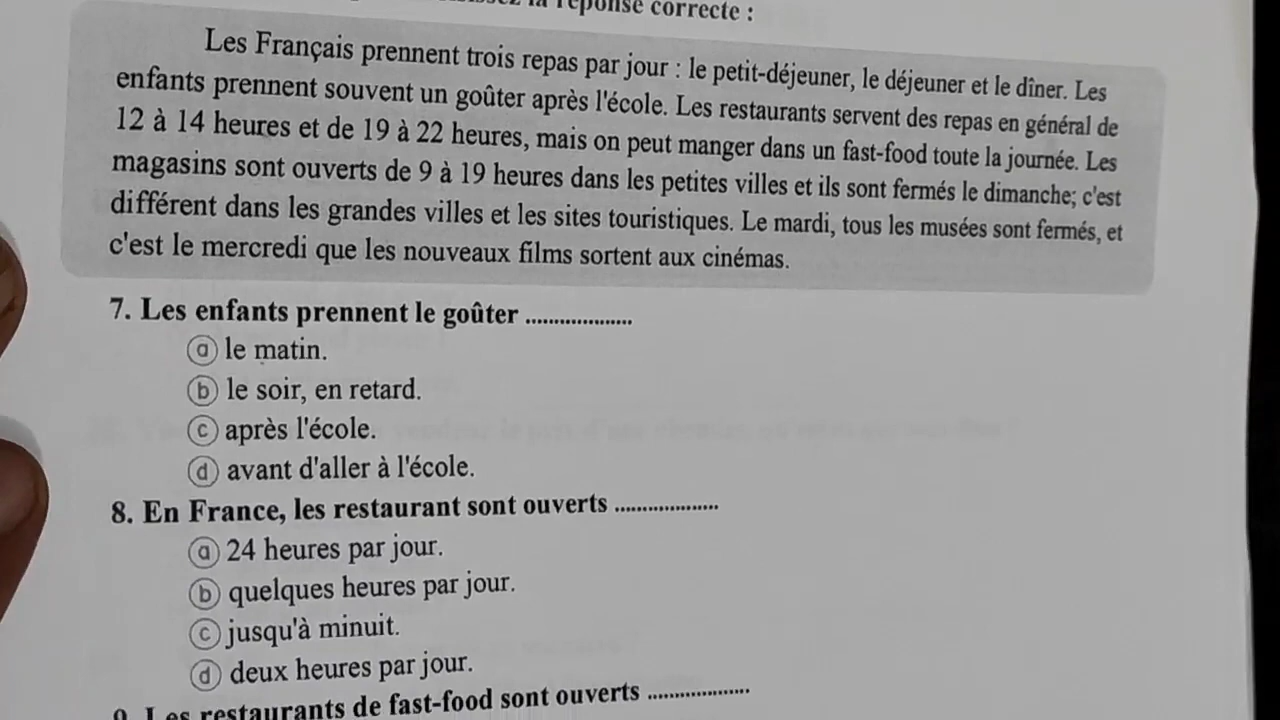 la réponse correcte :
Les Français prennent trois repas par jour : le petit-déjeuner, le déjeuner et le dîner. Les
enfants prennent souvent un goûter après l'école. Les restaurants servent des repas en général de
12 à 14 heures et de 19 à 22 heures, mais on peut manger dans un fast-food toute la journée. Les
magasins sont ouverts de 9 à 19 heures dans les petites villes et ils sont fermés le dimanche; c'est
différent dans les grandes villes et les sites touristiques. Le mardi, tous les musées sont fermés, et
c'est le mercredi que les nouveaux films sortent aux cinémas.
7. Les enfants prennent le goûter ...................
a le matin.
b le soir, en retard.
c après l'école.
d avant d'aller à l'école.
8. En France, les restaurant sont ouverts ...................
a 24 heures par jour.
b quelques heures par jour.
c jusqu'à minuit.
d deux heures par jour.
9. Les restaurants de fast-food sont ouverts ...................